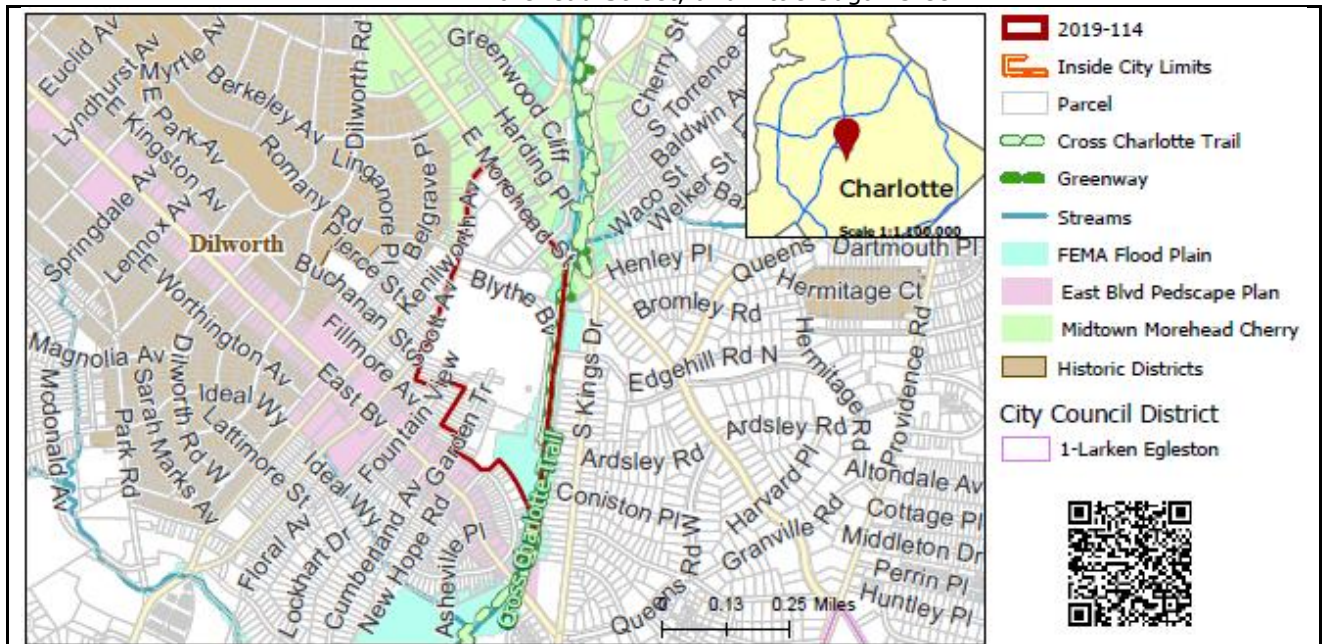 Euclid Av
Lyndhurst Av
Myrtle Av
E Park Av
E Kingston Av
Berkeley Av
Dilworth Rd
Romany Rd
Linganore Pl
Belgrave Pl
Springdale Av
Lennox Av
E Worthington Av
Dilworth
Pierce St
Buchanan St
Kenilworth Av
Scott Av
Fillmore Av
East Bv
Fountain View
Garden Tr
Blythe Bv
E Morehead St
Greenwood Cliff
Harding Pl
Cherry St
S Torrence St
Baldwin Av
Waco St
Welker St
Henley Pl
Queens
Bromley Rd
Edgehill Rd N
Hermitage Ct
Dartmouth Pl
Hermitage Rd
Providence Rd
S Kings Dr
Ardsley Rd
Ardsley Rd
Harvard Pl
Altondale Av
Coniston Pl
Granville Rd
Cottage Pl
Middleton Dr
Perrin Pl
Huntley Pl
Queens Rd W
Magnolia Av
Mcdonald Av
Park Rd
Sarah Marks Av
Dilworth Rd W
Ideal Wy
Lattimore St
Floral Av
Ideal Wy
Lockhart Dr
Cumberland Av
New Hope Rd
Asheville Pl
Cross Charlotte Trail
0 0.13 0.25 Miles
Charlotte
Scale 1:1,100,000
2019-114
Inside City Limits
Parcel
Cross Charlotte Trail
Greenway
Streams
FEMA Flood Plain
East Blvd Pedscape Plan
Midtown Morehead Cherry
Historic Districts
City Council District
1-Larken Egleston